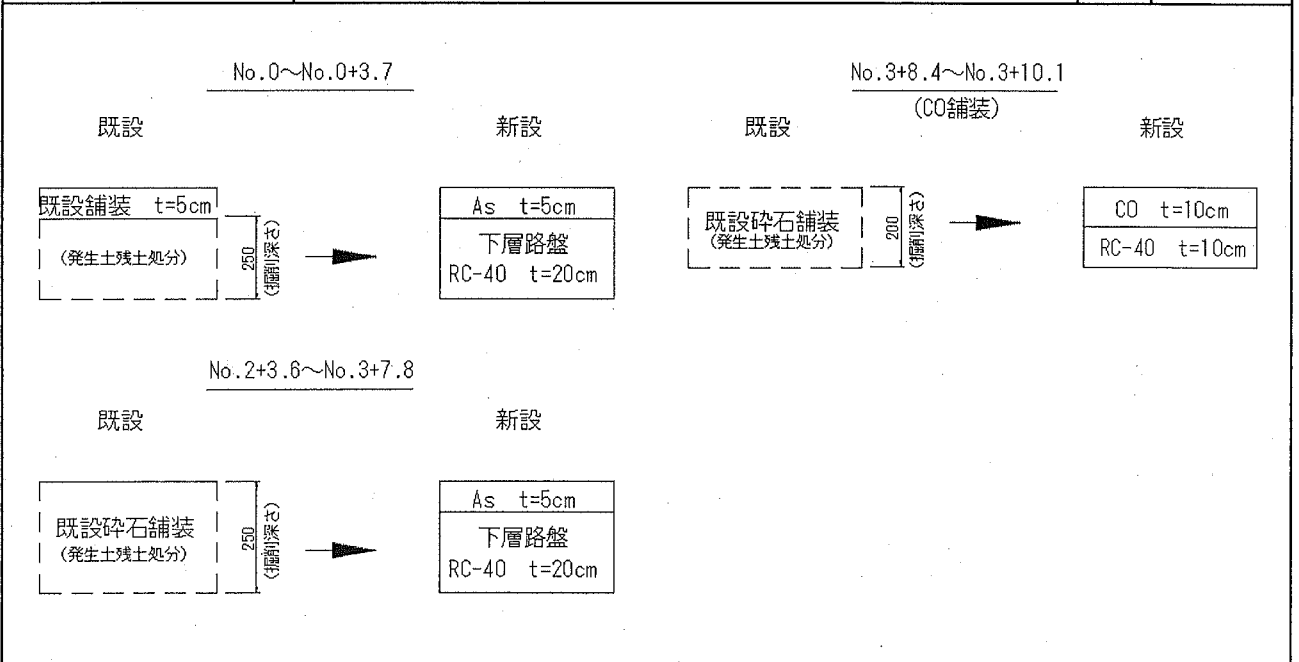 No.0～No.0+3.7
既設
新設
既設舗装 t=5cm
(発生土残土処分)
250
(掘削深さ)
As t=5cm
下層路盤
RC-40 t=20cm
No.3+8.4～No.3+10.1
(CO舗装)
既設
新設
既設砕石舗装
(発生土残土処分)
200
(掘削深さ)
CO t=10cm
RC-40 t=10cm
No.2+3.6～No.3+7.8
既設
新設
既設砕石舗装
(発生土残土処分)
250
(掘削深さ)
As t=5cm
下層路盤
RC-40 t=20cm